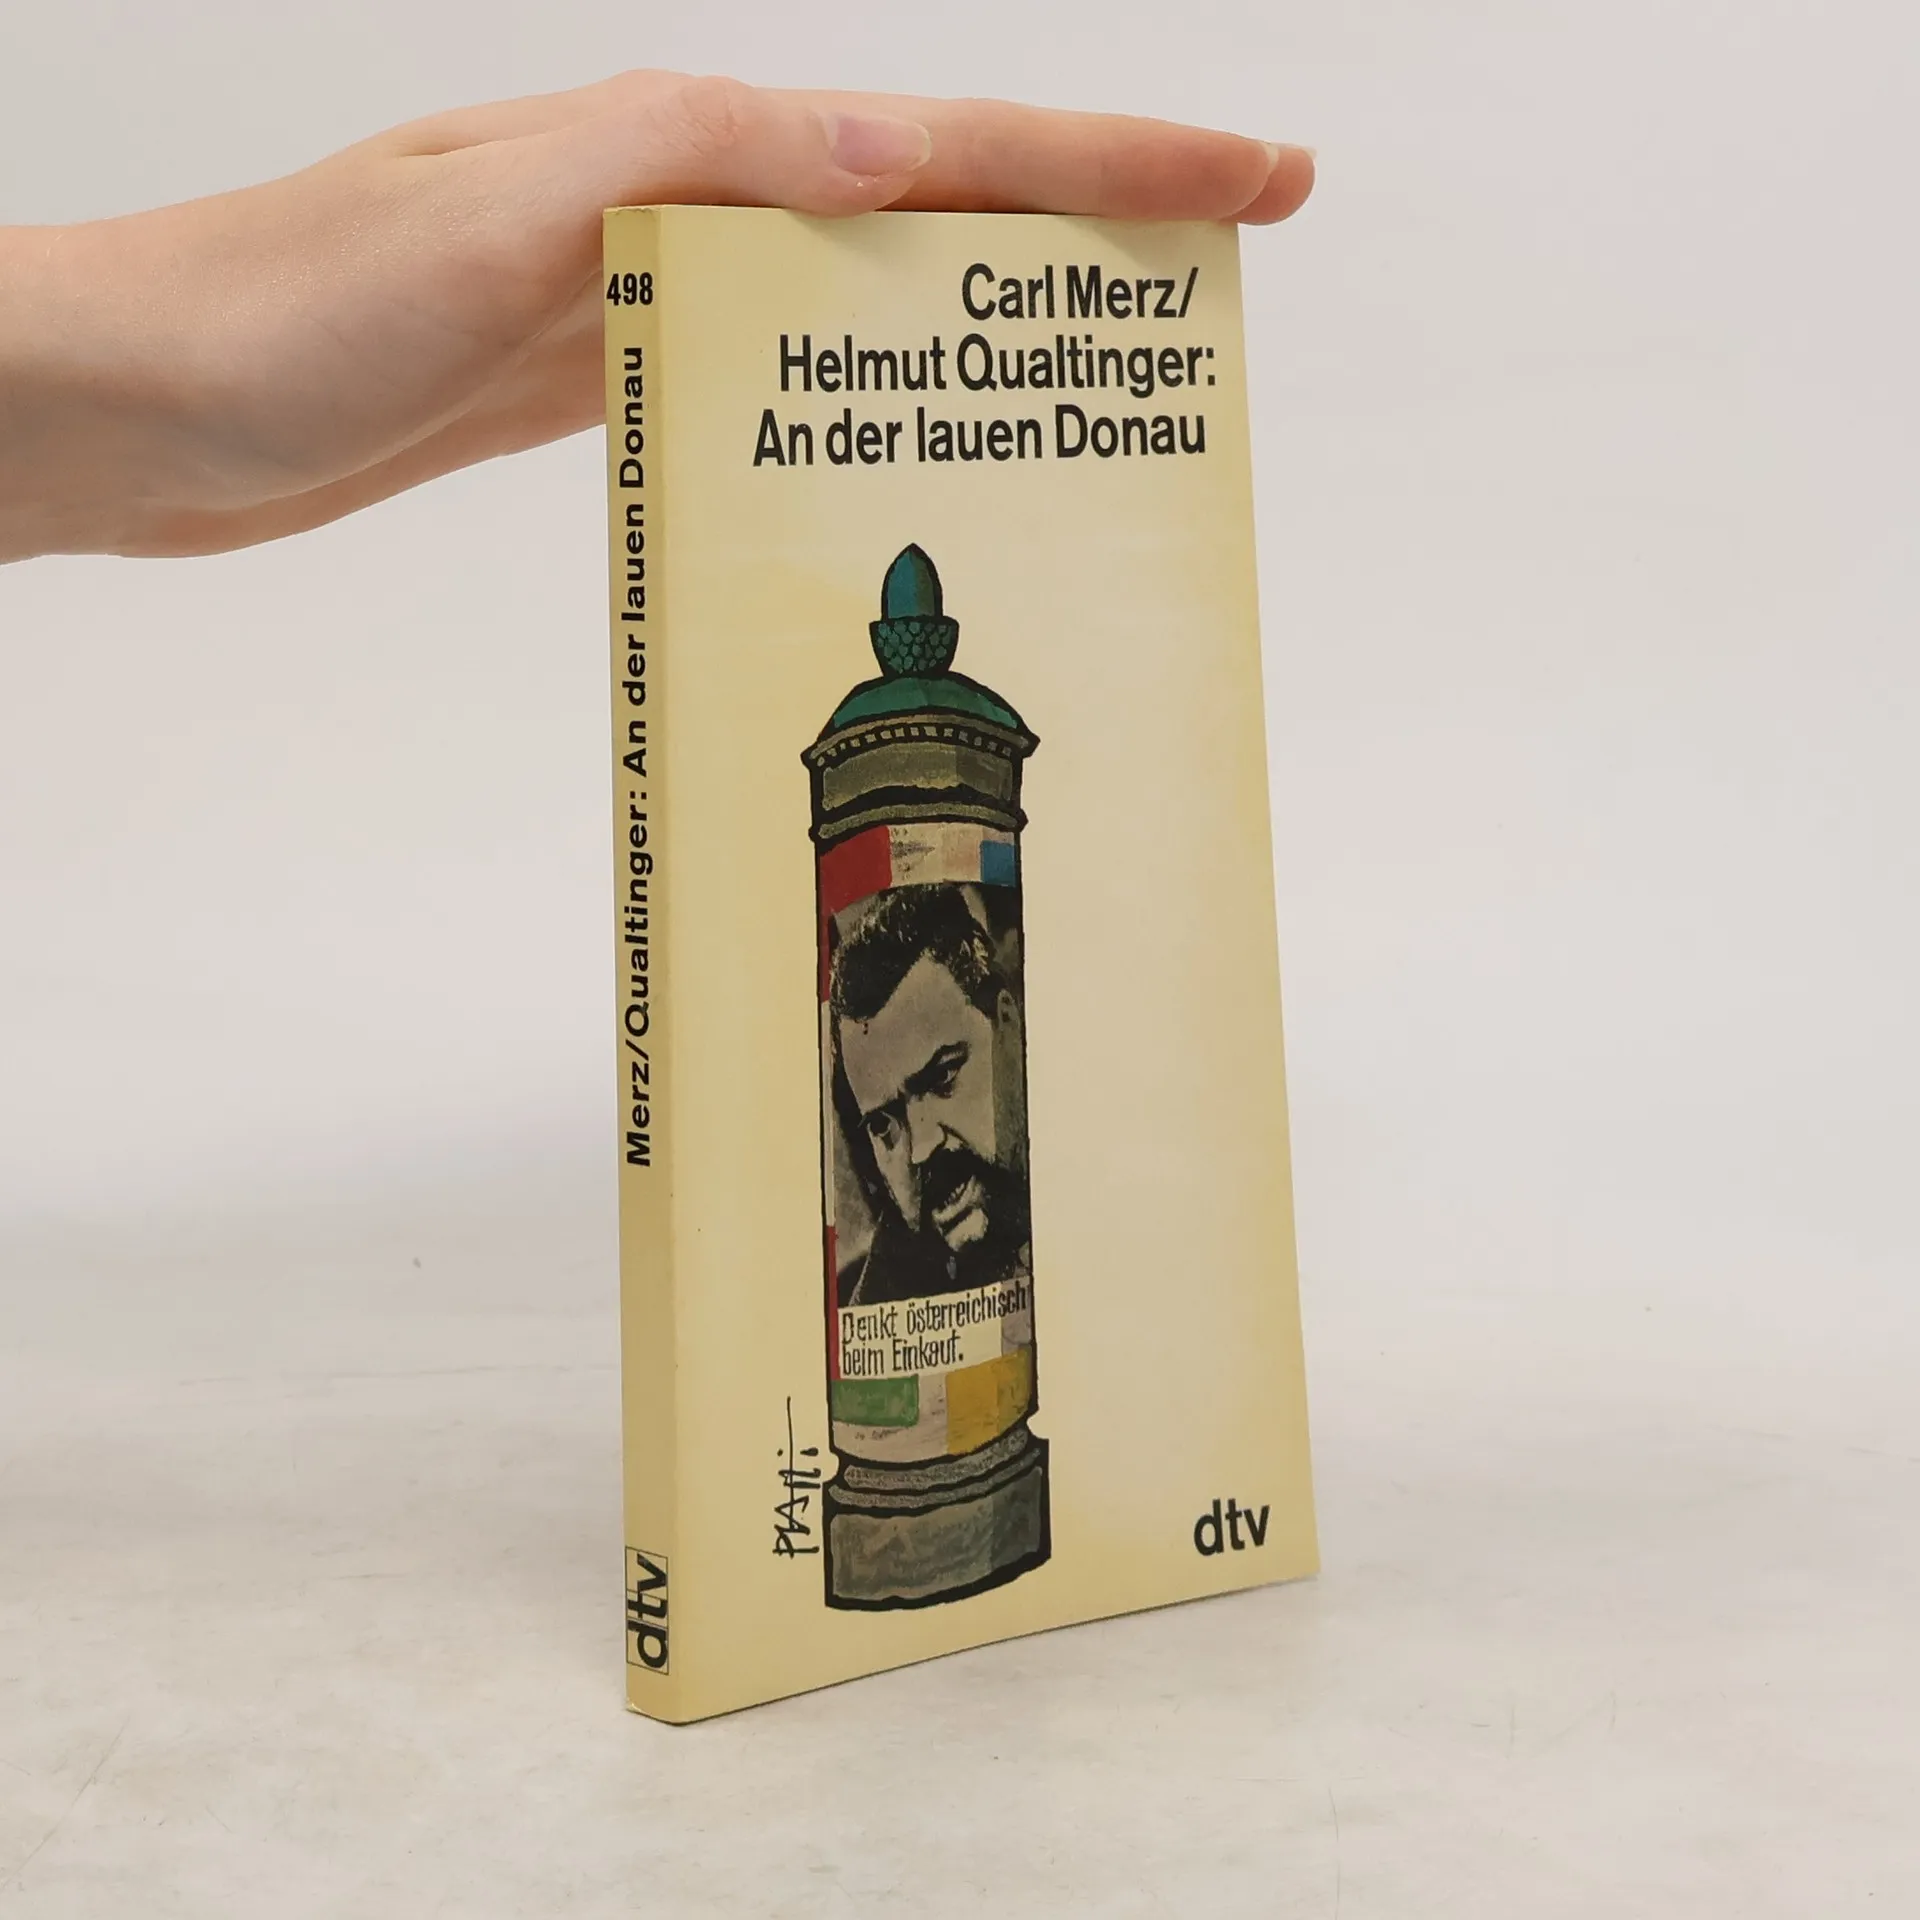 498
Merz/Qualtinger: An der lauen Donau
dtv
Carl Merz/
Helmut Qualtinger:
An der lauen Donau
Denkt österreichisch
beim Einkauf.
PLATI
dtv